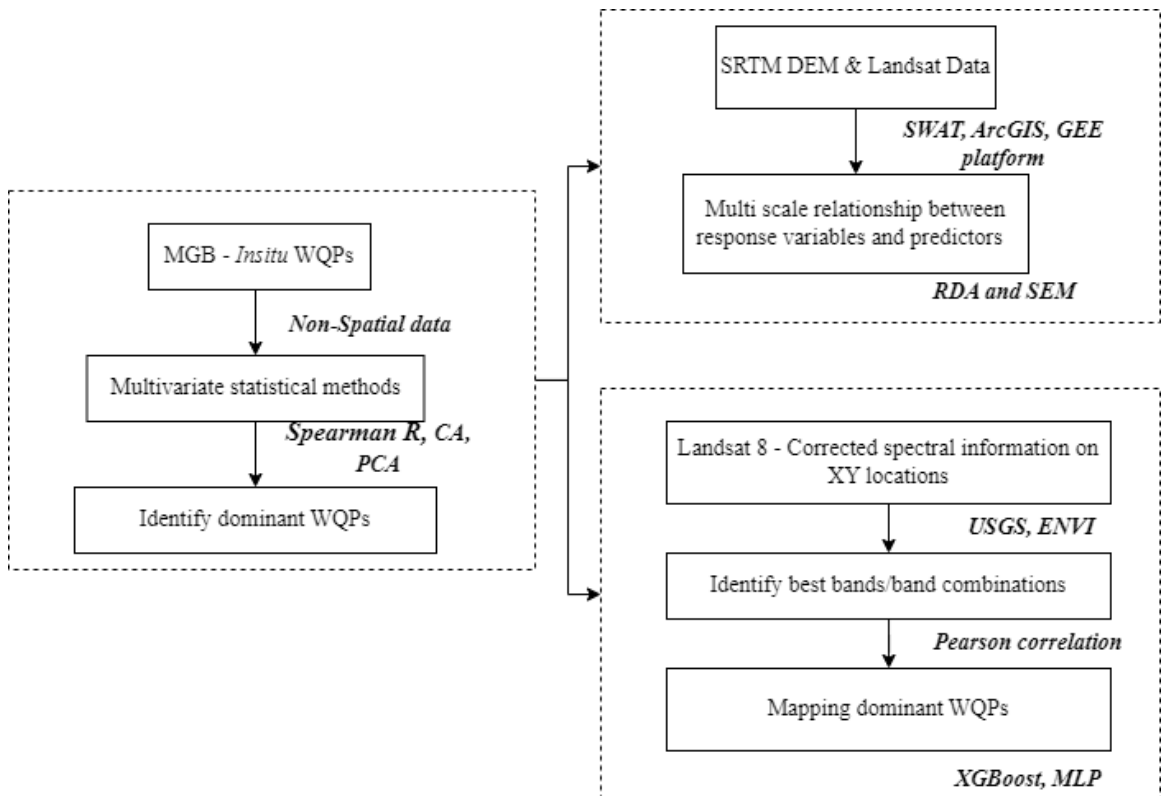 MGB - Insitu WQPs
Non-Spatial data
Multivariate statistical methods
Spearman R, CA,
PCA
Identify dominant WQPs
SRTM DEM & Landsat Data
SWAT, ArcGIS, GEE
platform
Multi scale relationship between
response variables and predictors
RDA and SEM
Landsat 8 - Corrected spectral information on
XY locations
USGS, ENVI
Identify best bands/band combinations
Pearson correlation
Mapping dominant WQPs
XGBoost, MLP